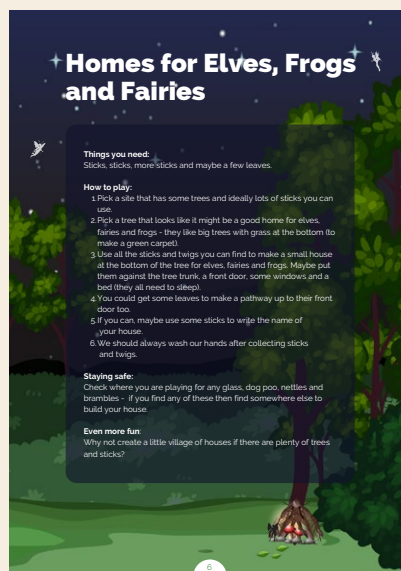 Homes for Elves, Frogs
and Fairies
Things you need:
Sticks, sticks, more sticks and maybe a few leaves.
How to play:
1. Pick a site that has some trees and ideally lots of sticks you can
use.
2. Pick a tree that looks like it might be a good home for elves,
fairies and frogs - they like big trees with grass at the bottom (to
make a green carpet).
3. Use all the sticks and twigs you can find to make a small house
at the bottom of the tree for elves, fairies and frogs. Maybe put
them against the tree trunk, a front door, some windows and a
bed (they all need to sleep).
4. You could get some leaves to make a pathway up to their front
door too.
5. If you can, maybe use some sticks to write the name of
your house.
6. We should always wash our hands after collecting sticks
and twigs.
Staying safe:
Check where you are playing for any glass, dog poo, nettles and
brambles - if you find any of these then find somewhere else to
build your house.
Even more fun:
Why not create a little village of houses if there are plenty of trees
and sticks?
6